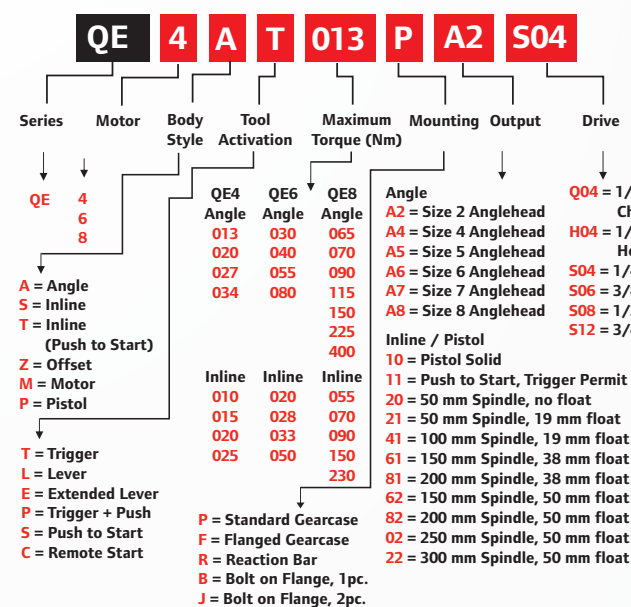 QE 4 A T 013 P A2 S04
Series Motor Body Style Tool Activation Maximum Torque (Nm) Mounting Output Drive
QE
4
6
8
A = Angle
S = Inline
T = Inline
(Push to Start)
Z = Offset
M = Motor
P = Pistol
T = Trigger
L = Lever
E = Extended Lever
P = Trigger + Push
S = Push to Start
C = Remote Start
QE4 QE6 QE8
Angle Angle Angle
013 030 065
020 040 070
027 055 090
034 080 115
150
225
400
Inline Inline Inline
010 020 055
015 028 070
020 033 090
025 050 150
230
P = Standard Gearcase
F = Flanged Gearcase
R = Reaction Bar
B = Bolt on Flange, 1pc.
J = Bolt on Flange, 2pc.
Angle
A2 = Size 2 Anglehead
A4 = Size 4 Anglehead
A5 = Size 5 Anglehead
A6 = Size 6 Anglehead
A7 = Size 7 Anglehead
A8 = Size 8 Anglehead
Inline / Pistol
10 = Pistol Solid
11 = Push to Start, Trigger Permit
20 = 50 mm Spindle, no float
21 = 50 mm Spindle, 19 mm float
41 = 100 mm Spindle, 19 mm float
61 = 150 mm Spindle, 38 mm float
81 = 200 mm Spindle, 38 mm float
62 = 150 mm Spindle, 50 mm float
82 = 200 mm Spindle, 50 mm float
02 = 250 mm Spindle, 50 mm float
22 = 300 mm Spindle, 50 mm float
Q04 = 1/
H04 = 1/
S04 = 1/
S06 = 3/
S08 = 1/
S12 = 3/